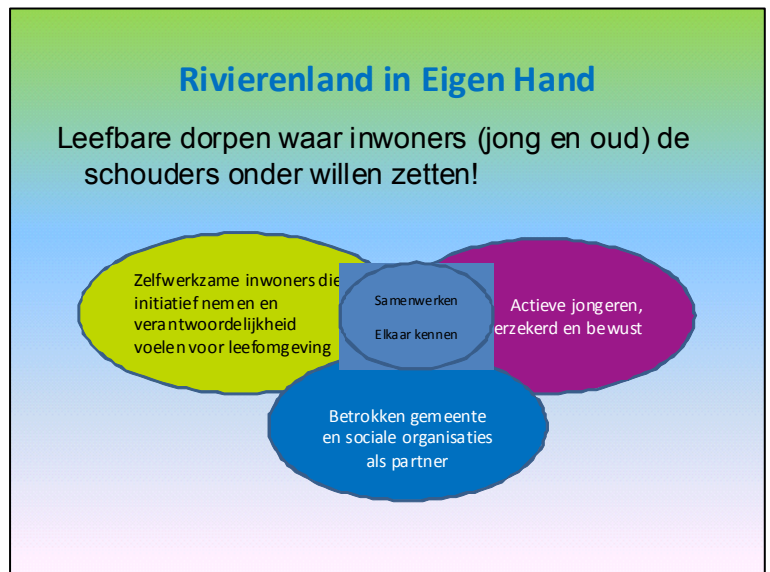 Rivierenland in Eigen Hand
Leefbare dorpen waar inwoners (jong en oud) de
schouders onder willen zetten!
Zelfwerkzame inwoners die
initiatief nemen en
verantwoordelijkheid
voelen voor leefomgeving
Samenwerken
Elkaar kennen
Actieve jongeren,
erzekerd en bewust
Betrokken gemeente
en sociale organisaties
als partner